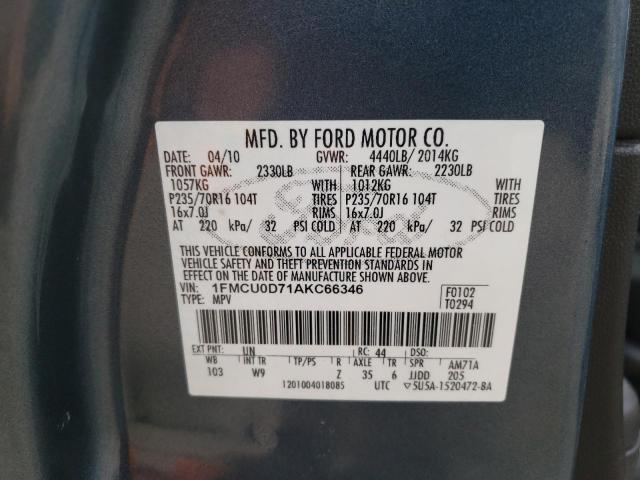 MFD. BY FORD MOTOR CO.
DATE: 04/10 GVWR: 4440LB/ 2014KG
FRONT GAWR: 2330LB REAR GAWR: 2230LB
1057KG WITH 1012KG WITH
P235/70R16 104T TIRES P235/70R16 104T TIRES
16x7.0J RIMS 16x7.0J RIMS
AT 220 kPa/ 32 PSI COLD AT 220 kPa/ 32 PSI COLD
THIS VEHICLE CONFORMS TO ALL APPLICABLE FEDERAL MOTOR
VEHICLE SAFETY AND THEFT PREVENTION STANDARDS IN
EFFECT ON THE DATE OF MANUFACTURE SHOWN ABOVE.
VIN: 1FMCU0D71AKC66346 F0102
TYPE: MPV T0294
EXT PNT: UN RC: 44 DSO:
WB INT TR TP/PS R AXLE TR SPR AM71A
103 W9 Z 35 6 JJDD 205
1201004018085 UTC 5U5A-1520472-BA